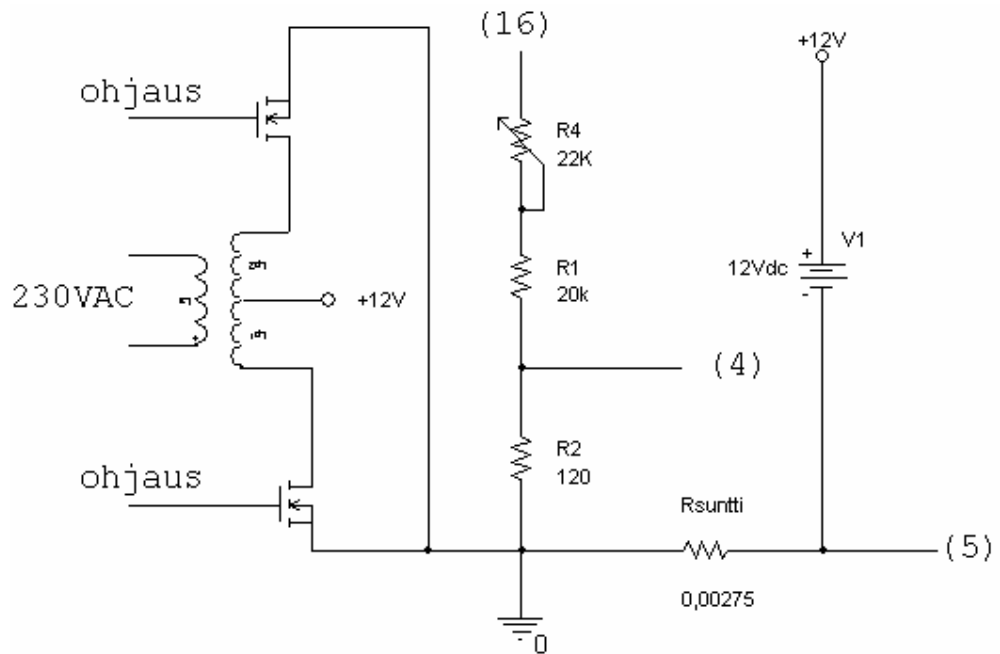 (16)
+12V
ohjaus
R4
22K
230VAC
+12V
R1
20k
V1
+
12Vdc
-
(4)
ohjaus
R2
120
Rsuntti
0,00275
(5)
0